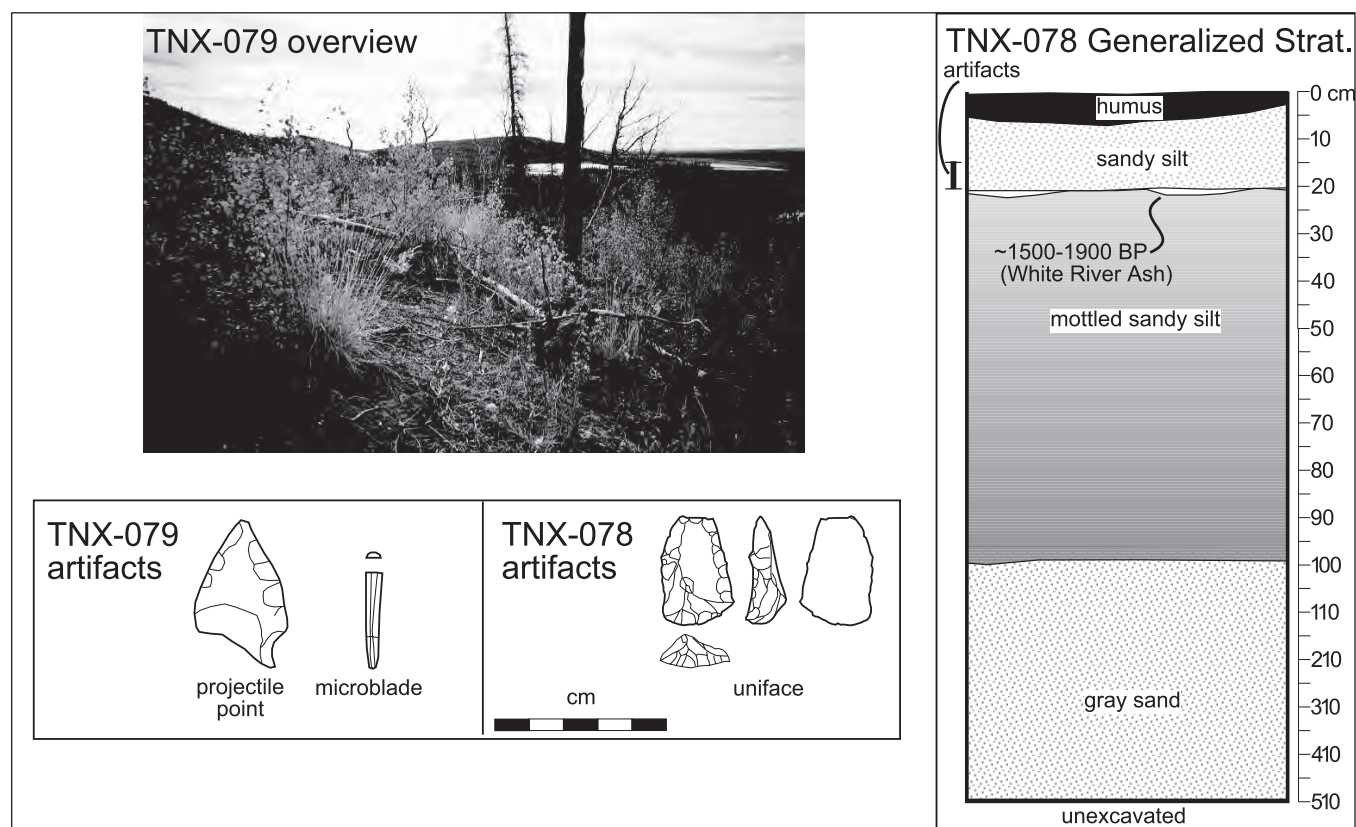 TNX-079 overview
TNX-079
artifacts
projectile
point
microblade
TNX-078
artifacts
uniface
cm
TNX-078 Generalized Strat.
artifacts
humus
sandy silt
~1500-1900 BP
(White River Ash)
mottled sandy silt
gray sand
unexcavated
0 cm
10
20
30
40
50
60
70
80
90
100
110
210
310
410
510